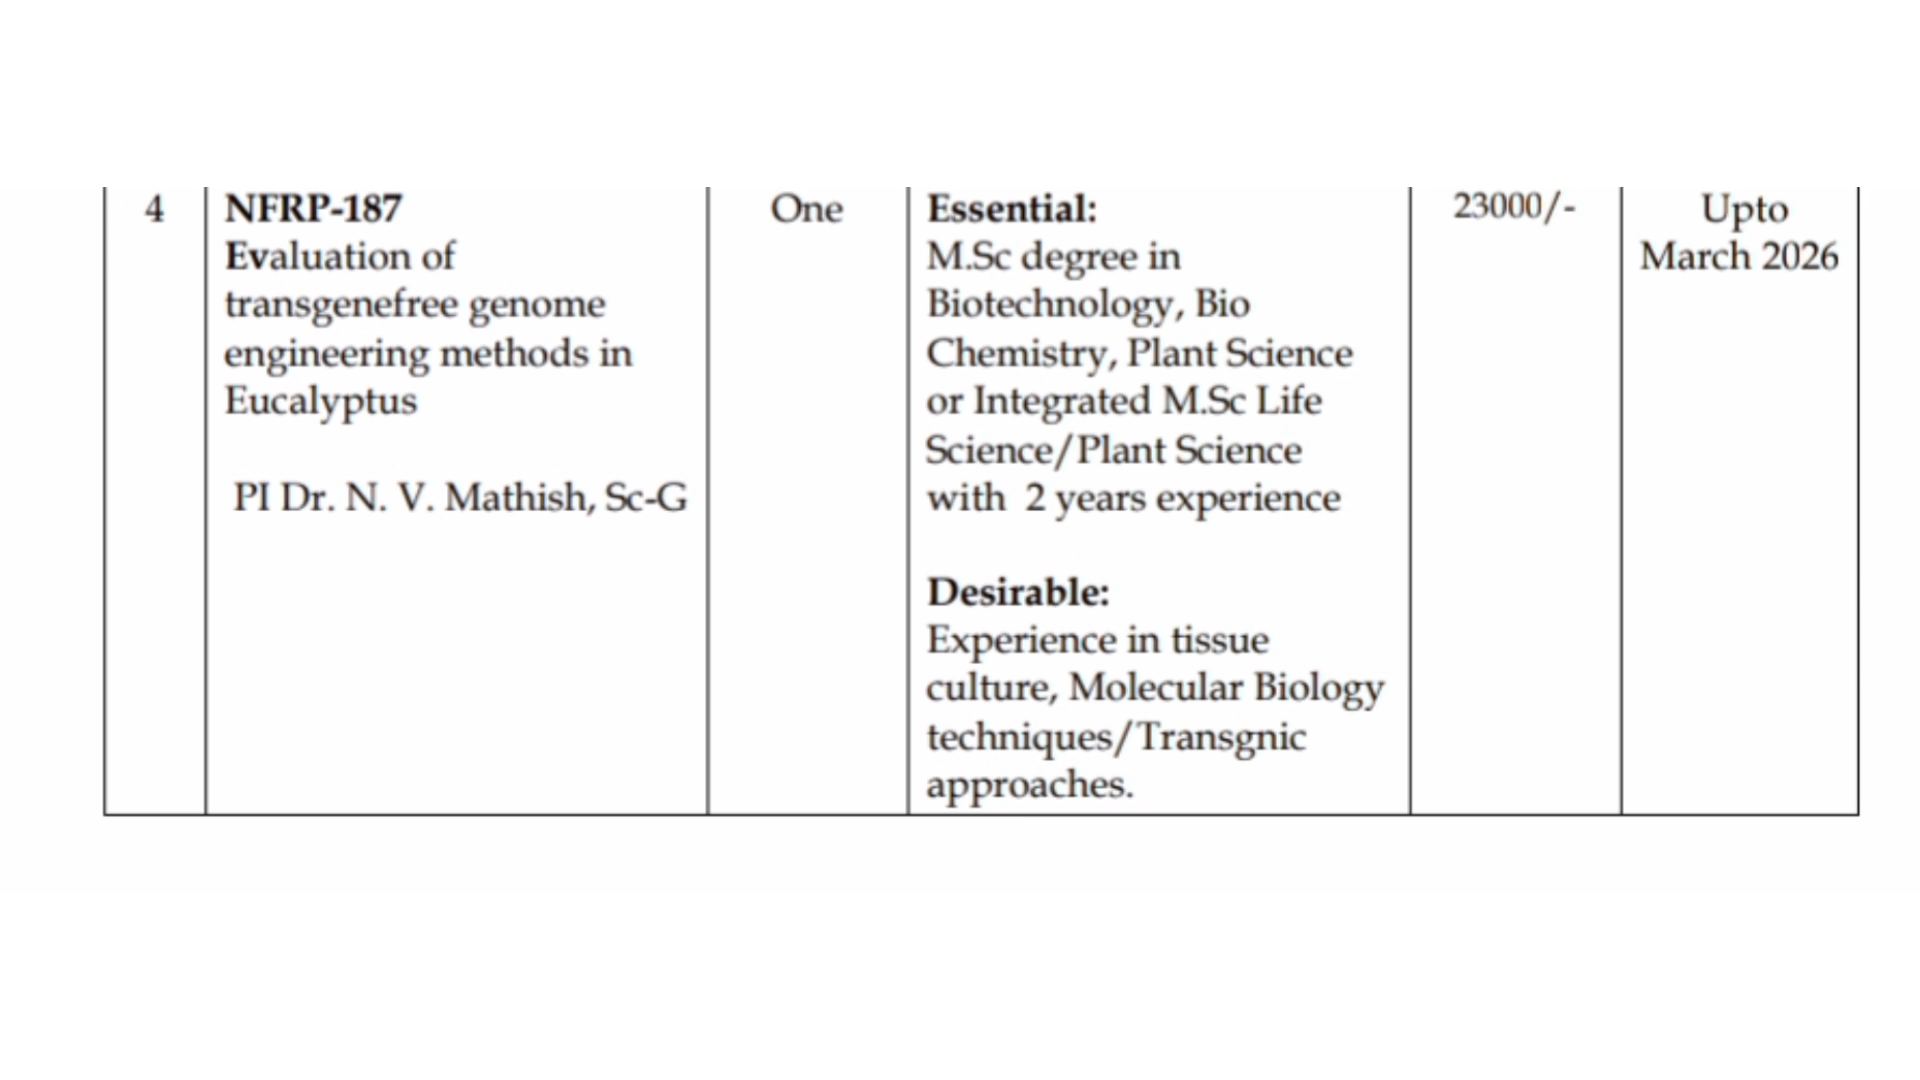 4
NFRP-187
Evaluation of
transgenefree genome
engineering methods in
Eucalyptus
PI Dr. N. V. Mathish, Sc-G
One
Essential:
M.Sc degree in
Biotechnology, Bio
Chemistry, Plant Science
or Integrated M.Sc Life
Science/Plant Science
with 2 years experience
Desirable:
Experience in tissue
culture, Molecular Biology
techniques/Transgnic
approaches.
23000/-
Upto
March 2026